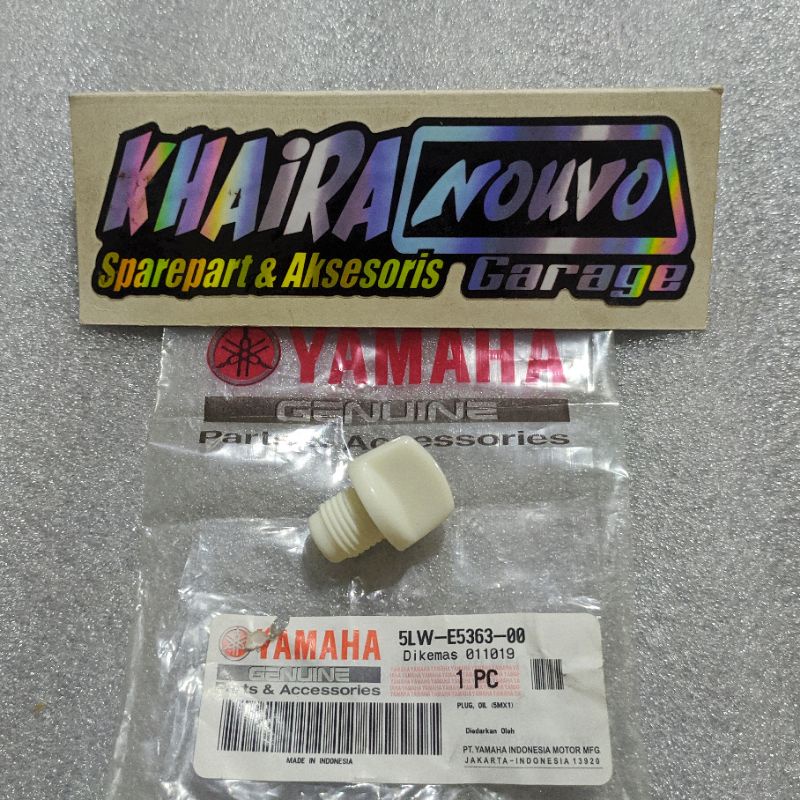 KHAiRA NOUVO
Sparepart & Aksesoris Garage
YAMAHA
GENUINE
Parts & Accessories
YAMAHA
GENUINE
Parts & Accessories
5LW-E5363-00
Dikemas 011019
1 PC
PLUG, OIL (5MX1)
Diedarkan Oleh
PT. YAMAHA INDONESIA MOTOR MFG
JAKARTA-INDONESIA 13920
MADE IN INDONESIA